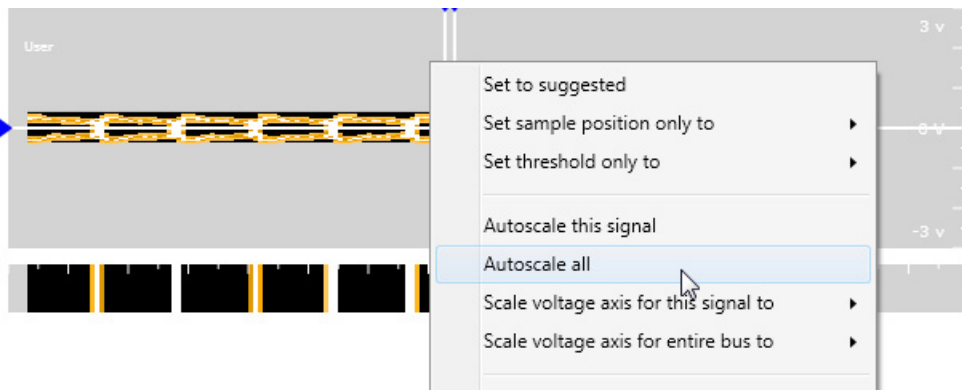 3 v
User
Set to suggested
Set sample position only to
0 V
Set threshold only to
Autoscale this signal
-3 v
Autoscale all
Scale voltage axis for this signal to
Scale voltage axis for entire bus to